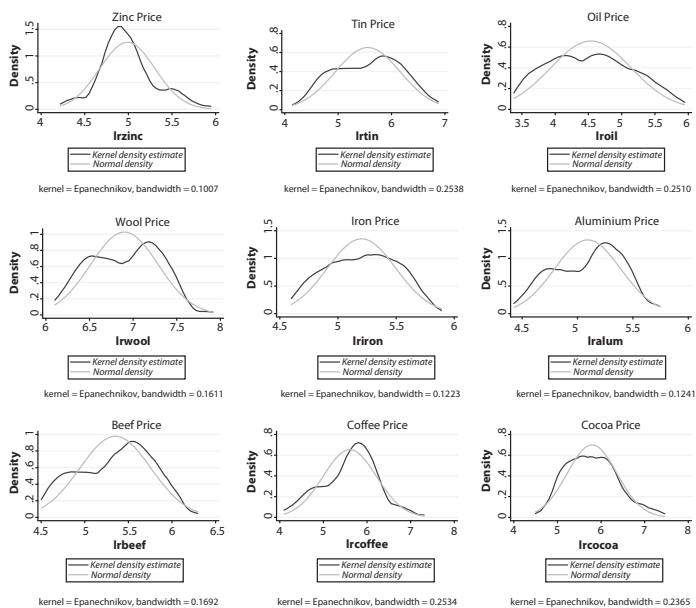 Zinc Price
Density
0 .5 1 1.5
4 4.5 5 5.5 6
lrzinc
Kernel density estimate
Normal density
kernel = Epanechnikov, bandwidth = 0.1007
Tin Price
Density
0 .2 .4 .6 .8
4 5 6 7
lrtin
Kernel density estimate
Normal density
kernel = Epanechnikov, bandwidth = 0.2538
Oil Price
Density
0 .2 .4 .6 .8
3.5 4 4.5 5 5.5 6
lroil
Kernel density estimate
Normal density
kernel = Epanechnikov, bandwidth = 0.2510
Wool Price
Density
0 .2 .4 .6 .8 1
6 6.5 7 7.5 8
lrwool
Kernel density estimate
Normal density
kernel = Epanechnikov, bandwidth = 0.1611
Iron Price
Density
0 .5 1 1.5
4.5 5 5.5 6
lriron
Kernel density estimate
Normal density
kernel = Epanechnikov, bandwidth = 0.1223
Aluminium Price
Density
0 .5 1 1.5
4.5 5 5.5 6
lralum
Kernel density estimate
Normal density
kernel = Epanechnikov, bandwidth = 0.1241
Beef Price
Density
0 .2 .4 .6 .8 1
4.5 5 5.5 6 6.5
lrbeef
Kernel density estimate
Normal density
kernel = Epanechnikov, bandwidth = 0.1692
Coffee Price
Density
0 .2 .4 .6 .8
4 5 6 7 8
lrcoffee
Kernel density estimate
Normal density
kernel = Epanechnikov, bandwidth = 0.2534
Cocoa Price
Density
0 .2 .4 .6 .8
4 5 6 7 8
lrcocoa
Kernel density estimate
Normal density
kernel = Epanechnikov, bandwidth = 0.2365